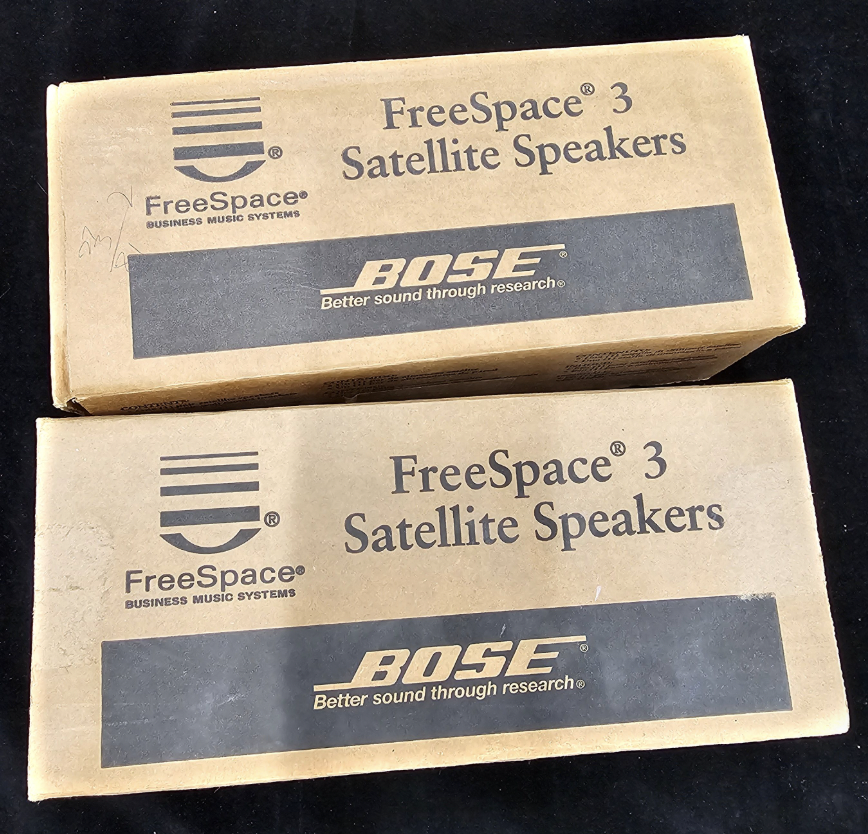 ®
FreeSpace®
BUSINESS MUSIC SYSTEMS
FreeSpace® 3
Satellite Speakers
BOSE®
Better sound through research®
CONTENTS:
®
FreeSpace®
BUSINESS MUSIC SYSTEMS
FreeSpace® 3
Satellite Speakers
BOSE®
Better sound through research®